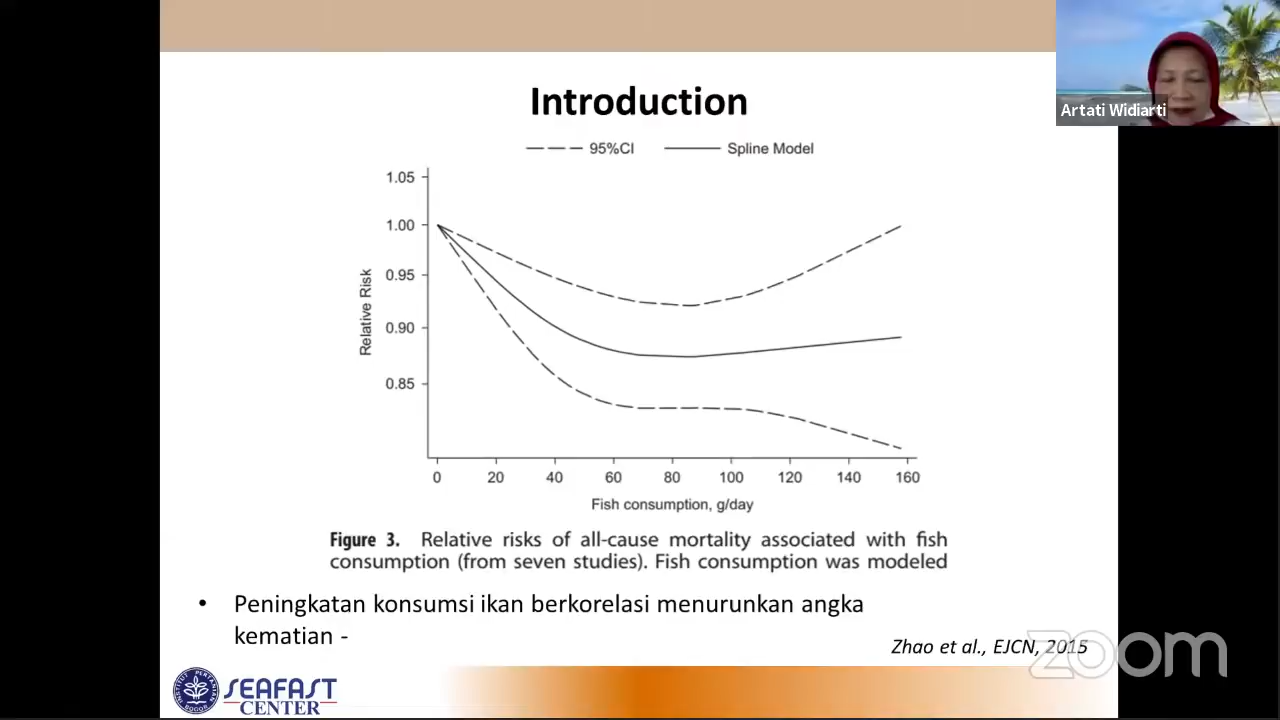 Introduction
Artati Widiarti
95%CI
Spline Model
1.05
1.00
0.95
0.90
0.85
Relative Risk
0 20 40 60 80 100 120 140 160
Fish consumption, g/day
Figure 3. Relative risks of all-cause mortality associated with fish
consumption (from seven studies). Fish consumption was modeled
• Peningkatan konsumsi ikan berkorelasi menurunkan angka
kematian -
Zhao et al., EJCN, 2015
zoom
INSTITUT PERTANIAN
BOGOR
SEAFAST
CENTER